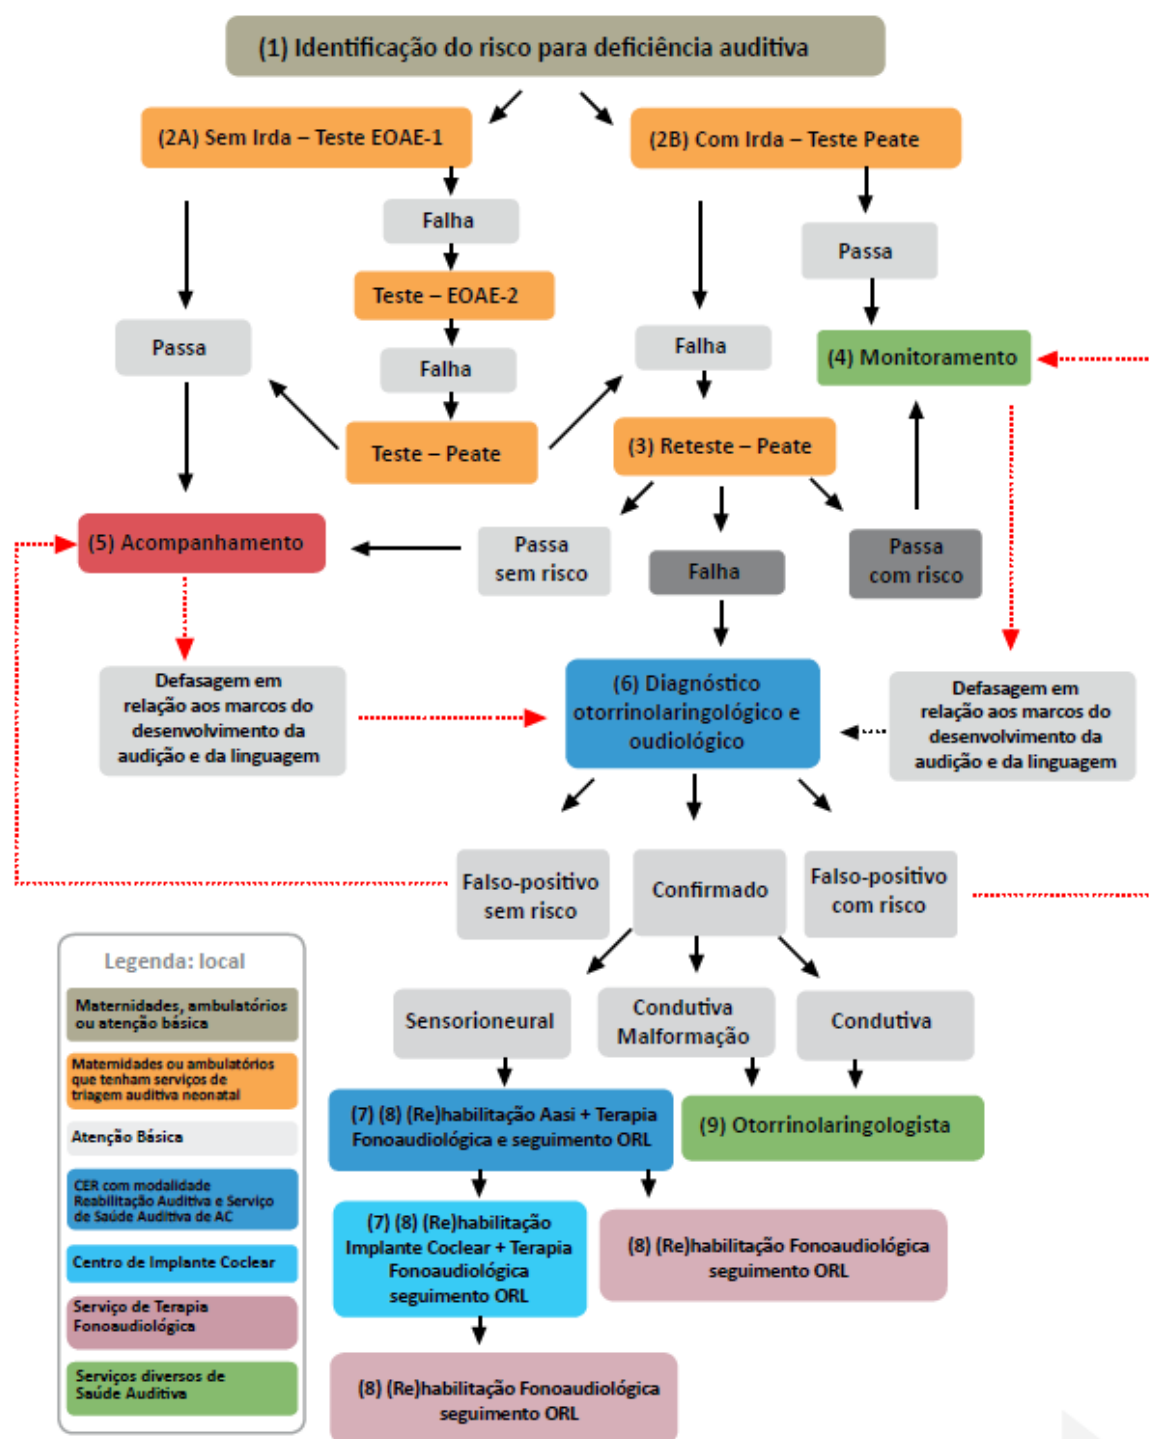 (1) Identificação do risco para deficiência auditiva
(2A) Sem Irda – Teste EOAE-1
(2B) Com Irda – Teste Peate
Falha
Passa
Teste – EOAE-2
Passa
Falha
Falha
(4) Monitoramento
Teste – Peate
(3) Reteste – Peate
(5) Acompanhamento
Passa
sem risco
Falha
Passa
com risco
Defasagem em
relação aos marcos do
desenvolvimento da
audição e da linguagem
(6) Diagnóstico
otorrinolaringológico e
oudiológico
Defasagem em
relação aos marcos do
desenvolvimento da
audição e da linguagem
Falso-positivo
sem risco
Confirmado
Falso-positivo
com risco
Sensorioneural
Condutiva
Malformação
Condutiva
(7) (8) (Re)habilitação Aasi + Terapia
Fonoaudiológica e seguimento ORL
(9) Otorrinolaringologista
(7) (8) (Re)habilitação
Implante Coclear + Terapia
Fonoaudiológica
seguimento ORL
(8) (Re)habilitação Fonoaudiológica
seguimento ORL
(8) (Re)habilitação Fonoaudiológica
seguimento ORL
Legenda: local
Maternidades, ambulatórios
ou atenção básica
Maternidades ou ambulatórios
que tenham serviços de
triagem auditiva neonatal
Atenção Básica
CER com modalidade
Reabilitação Auditiva e Serviço
de Saúde Auditiva de AC
Centro de Implante Coclear
Serviço de Terapia
Fonoaudiológica
Serviços diversos de
Saúde Auditiva